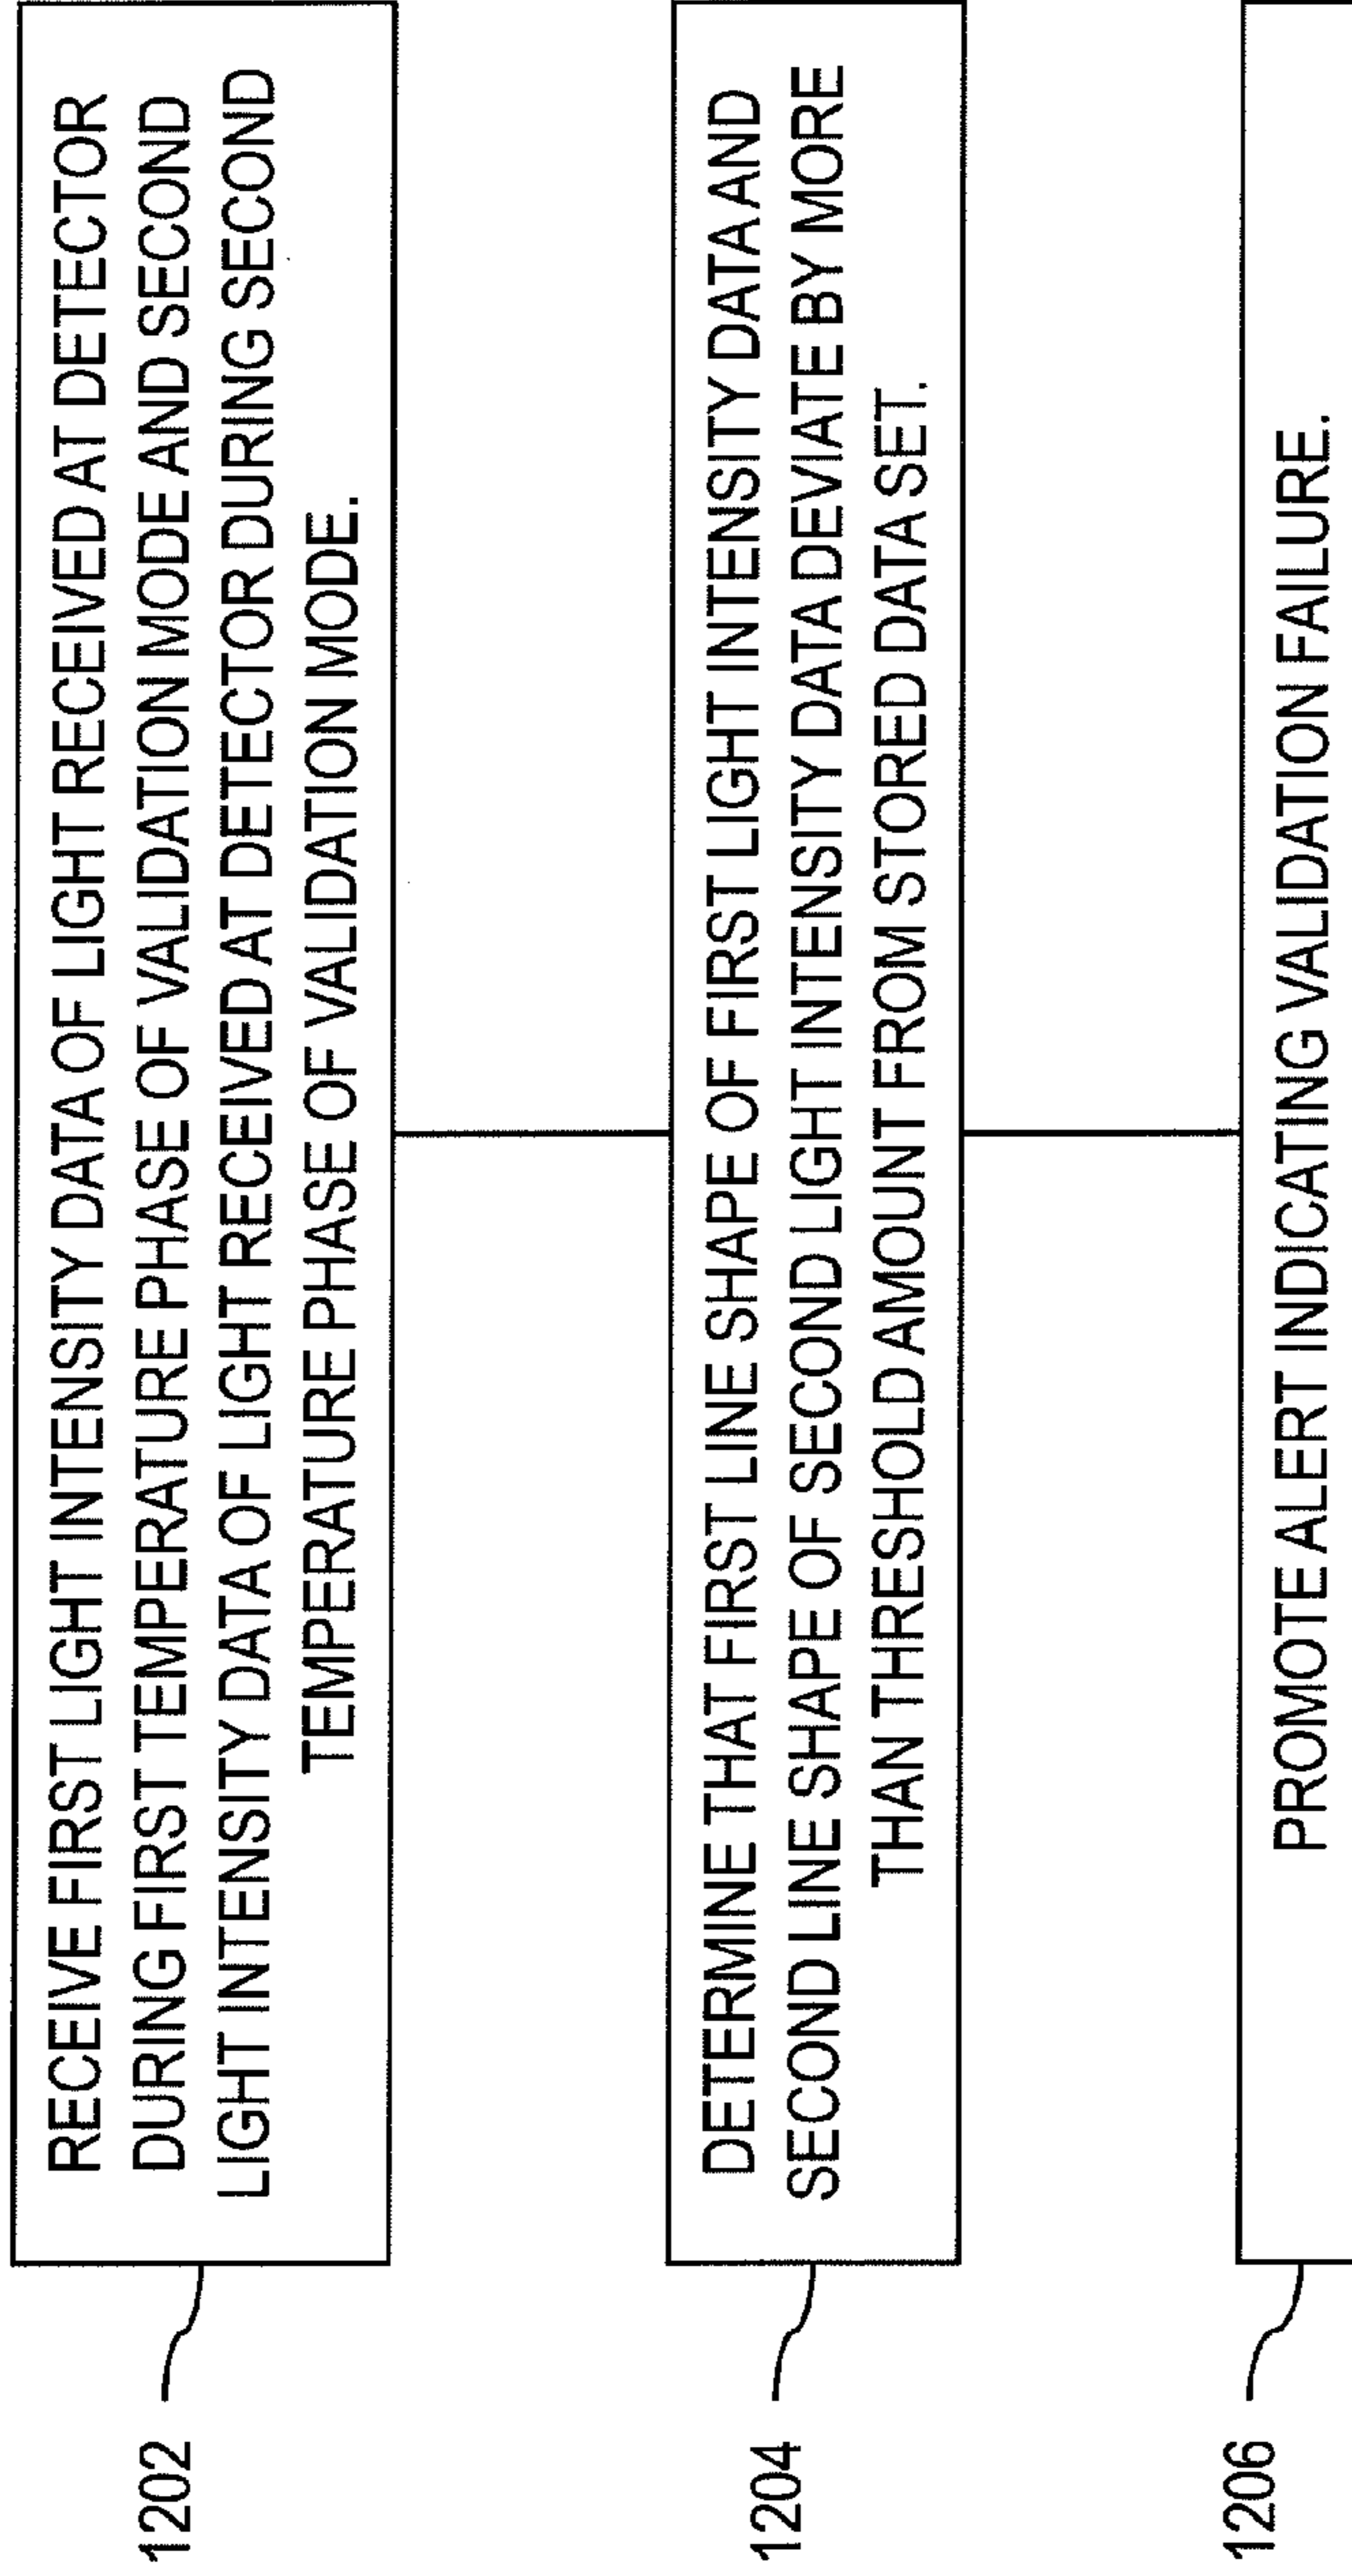 1202
RECEIVE FIRST LIGHT INTENSITY DATA OF LIGHT RECEIVED AT DETECTOR
DURING FIRST TEMPERATURE PHASE OF VALIDATION MODE AND SECOND
LIGHT INTENSITY DATA OF LIGHT RECEIVED AT DETECTOR DURING SECOND
TEMPERATURE PHASE OF VALIDATION MODE.
1204
DETERMINE THAT FIRST LINE SHAPE OF FIRST LIGHT INTENSITY DATA AND
SECOND LINE SHAPE OF SECOND LIGHT INTENSITY DATA DEVIATE BY MORE
THAN THRESHOLD AMOUNT FROM STORED DATA SET.
1206
PROMOTE ALERT INDICATING VALIDATION FAILURE.